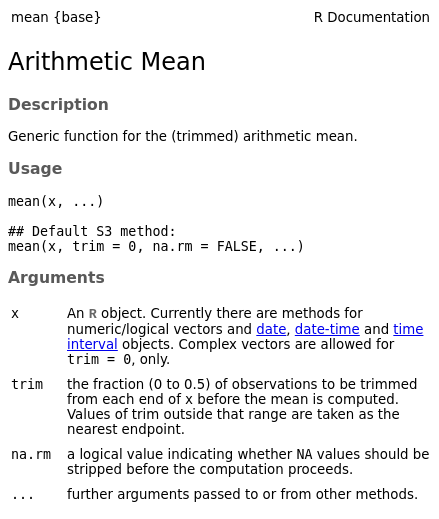 mean {base} R Documentation
Arithmetic Mean
Description
Generic function for the (trimmed) arithmetic mean.
Usage
mean(x, ...)
## Default S3 method:
mean(x, trim = 0, na.rm = FALSE, ...)
Arguments
x An R object. Currently there are methods for
numeric/logical vectors and date, date-time and time
interval objects. Complex vectors are allowed for
trim = 0, only.
trim the fraction (0 to 0.5) of observations to be trimmed
from each end of x before the mean is computed.
Values of trim outside that range are taken as the
nearest endpoint.
na.rm a logical value indicating whether NA values should be
stripped before the computation proceeds.
... further arguments passed to or from other methods.